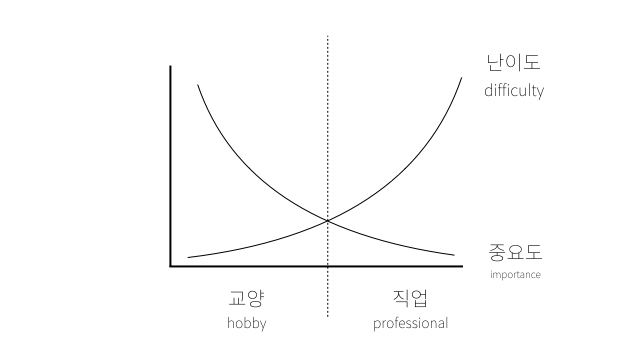 난이도
difficulty
중요도
importance
교양
hobby
직업
professional